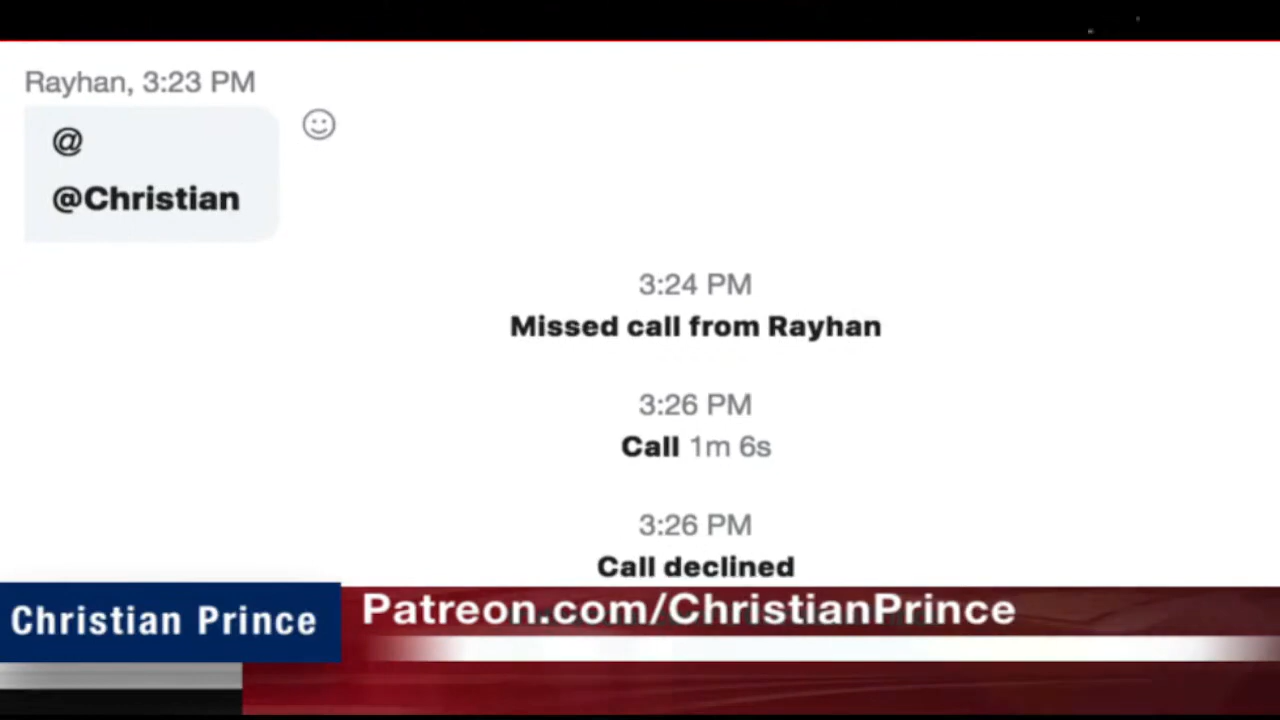 Rayhan, 3:23 PM
@
@Christian
3:24 PM
Missed call from Rayhan
3:26 PM
Call 1m 6s
3:26 PM
Call declined
Christian Prince
Patreon.com/ChristianPrince